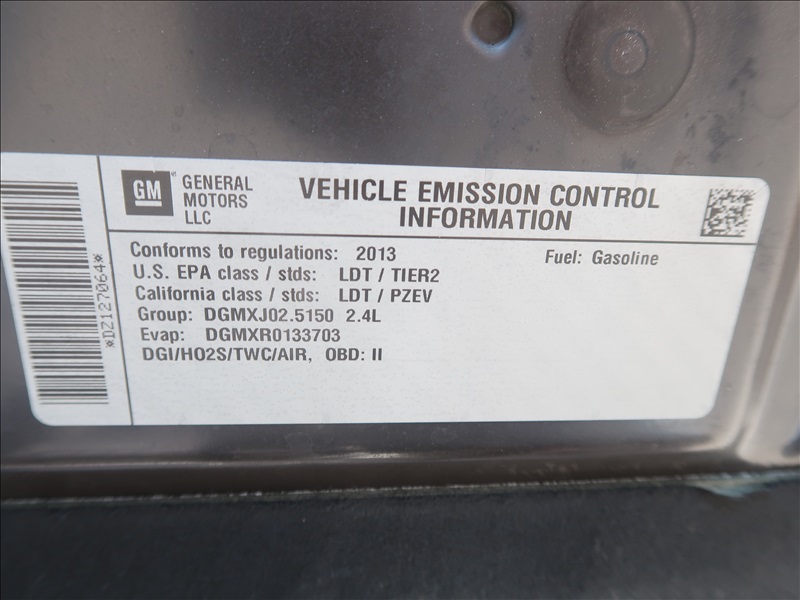 *DZ127064*
GM
GENERAL
MOTORS
LLC
VEHICLE EMISSION CONTROL
INFORMATION
Conforms to regulations: 2013 Fuel: Gasoline
U.S. EPA class / stds: LDT / TIER2
California class / stds: LDT / PZEV
Group: DGMXJ02.5150 2.4L
Evap: DGMXR0133703
DGI/HO2S/TWC/AIR, OBD: II